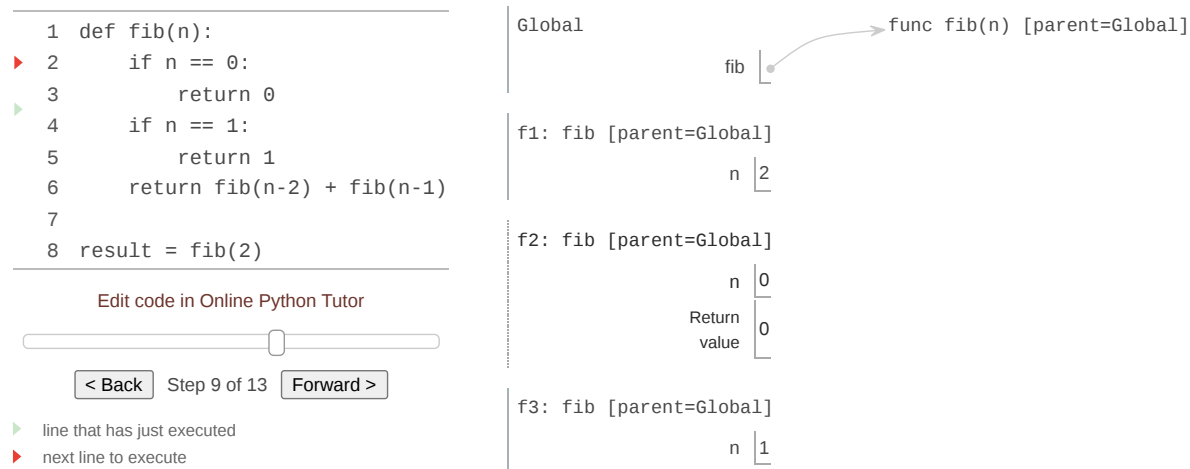 1 def fib(n):
2     if n == 0:
3         return 0
4     if n == 1:
5         return 1
6     return fib(n-2) + fib(n-1)
7
8 result = fib(2)
Edit code in Online Python Tutor
< Back Step 9 of 13 Forward >
line that has just executed
next line to execute
Global
func fib(n) [parent=Global]
fib
f1: fib [parent=Global]
n 2
f2: fib [parent=Global]
n 0
Return
value 0
f3: fib [parent=Global]
n 1